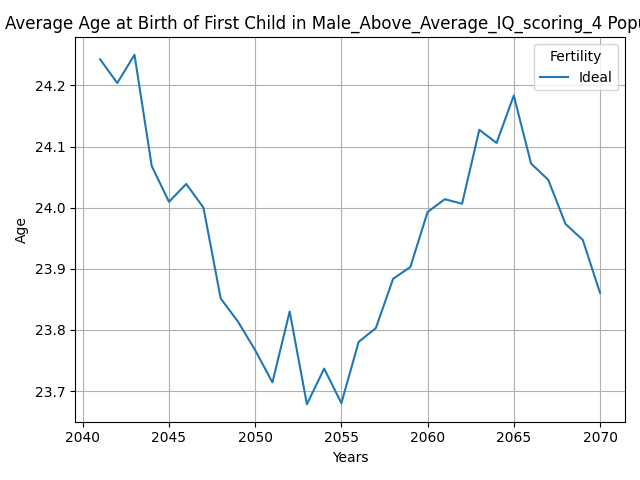 Average Age at Birth of First Child in Male_Above_Average_IQ_scoring_4 Popu
Fertility
Ideal
24.2
24.1
24.0
23.9
23.8
23.7
Age
2040 2045 2050 2055 2060 2065 2070
Years